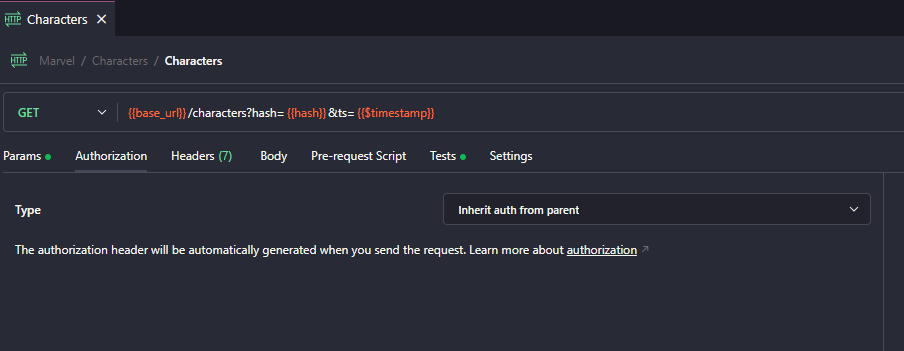 HTTP Characters
HTTP Marvel / Characters / Characters
GET {{base_url}}/characters?hash={{hash}}&ts={{$timestamp}}
Params Authorization Headers (7) Body Pre-request Script Tests Settings
Type Inherit auth from parent
The authorization header will be automatically generated when you send the request. Learn more about authorization